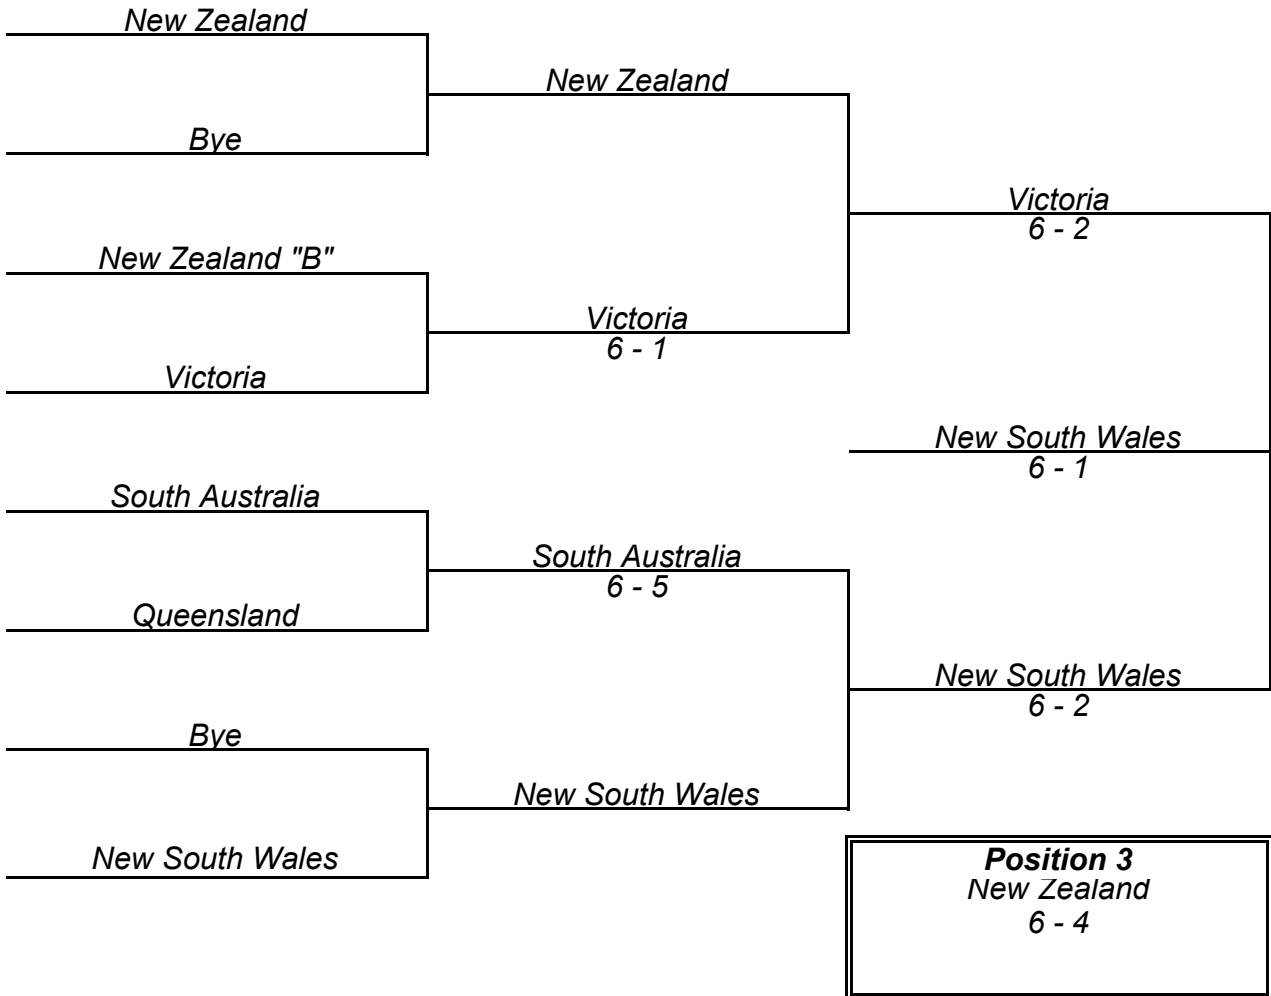 New Zealand
New Zealand
Bye
Victoria
6 - 2
New Zealand "B"
Victoria
6 - 1
Victoria
New South Wales
6 - 1
South Australia
South Australia
6 - 5
Queensland
New South Wales
6 - 2
Bye
New South Wales
New South Wales
Position 3
New Zealand
6 - 4